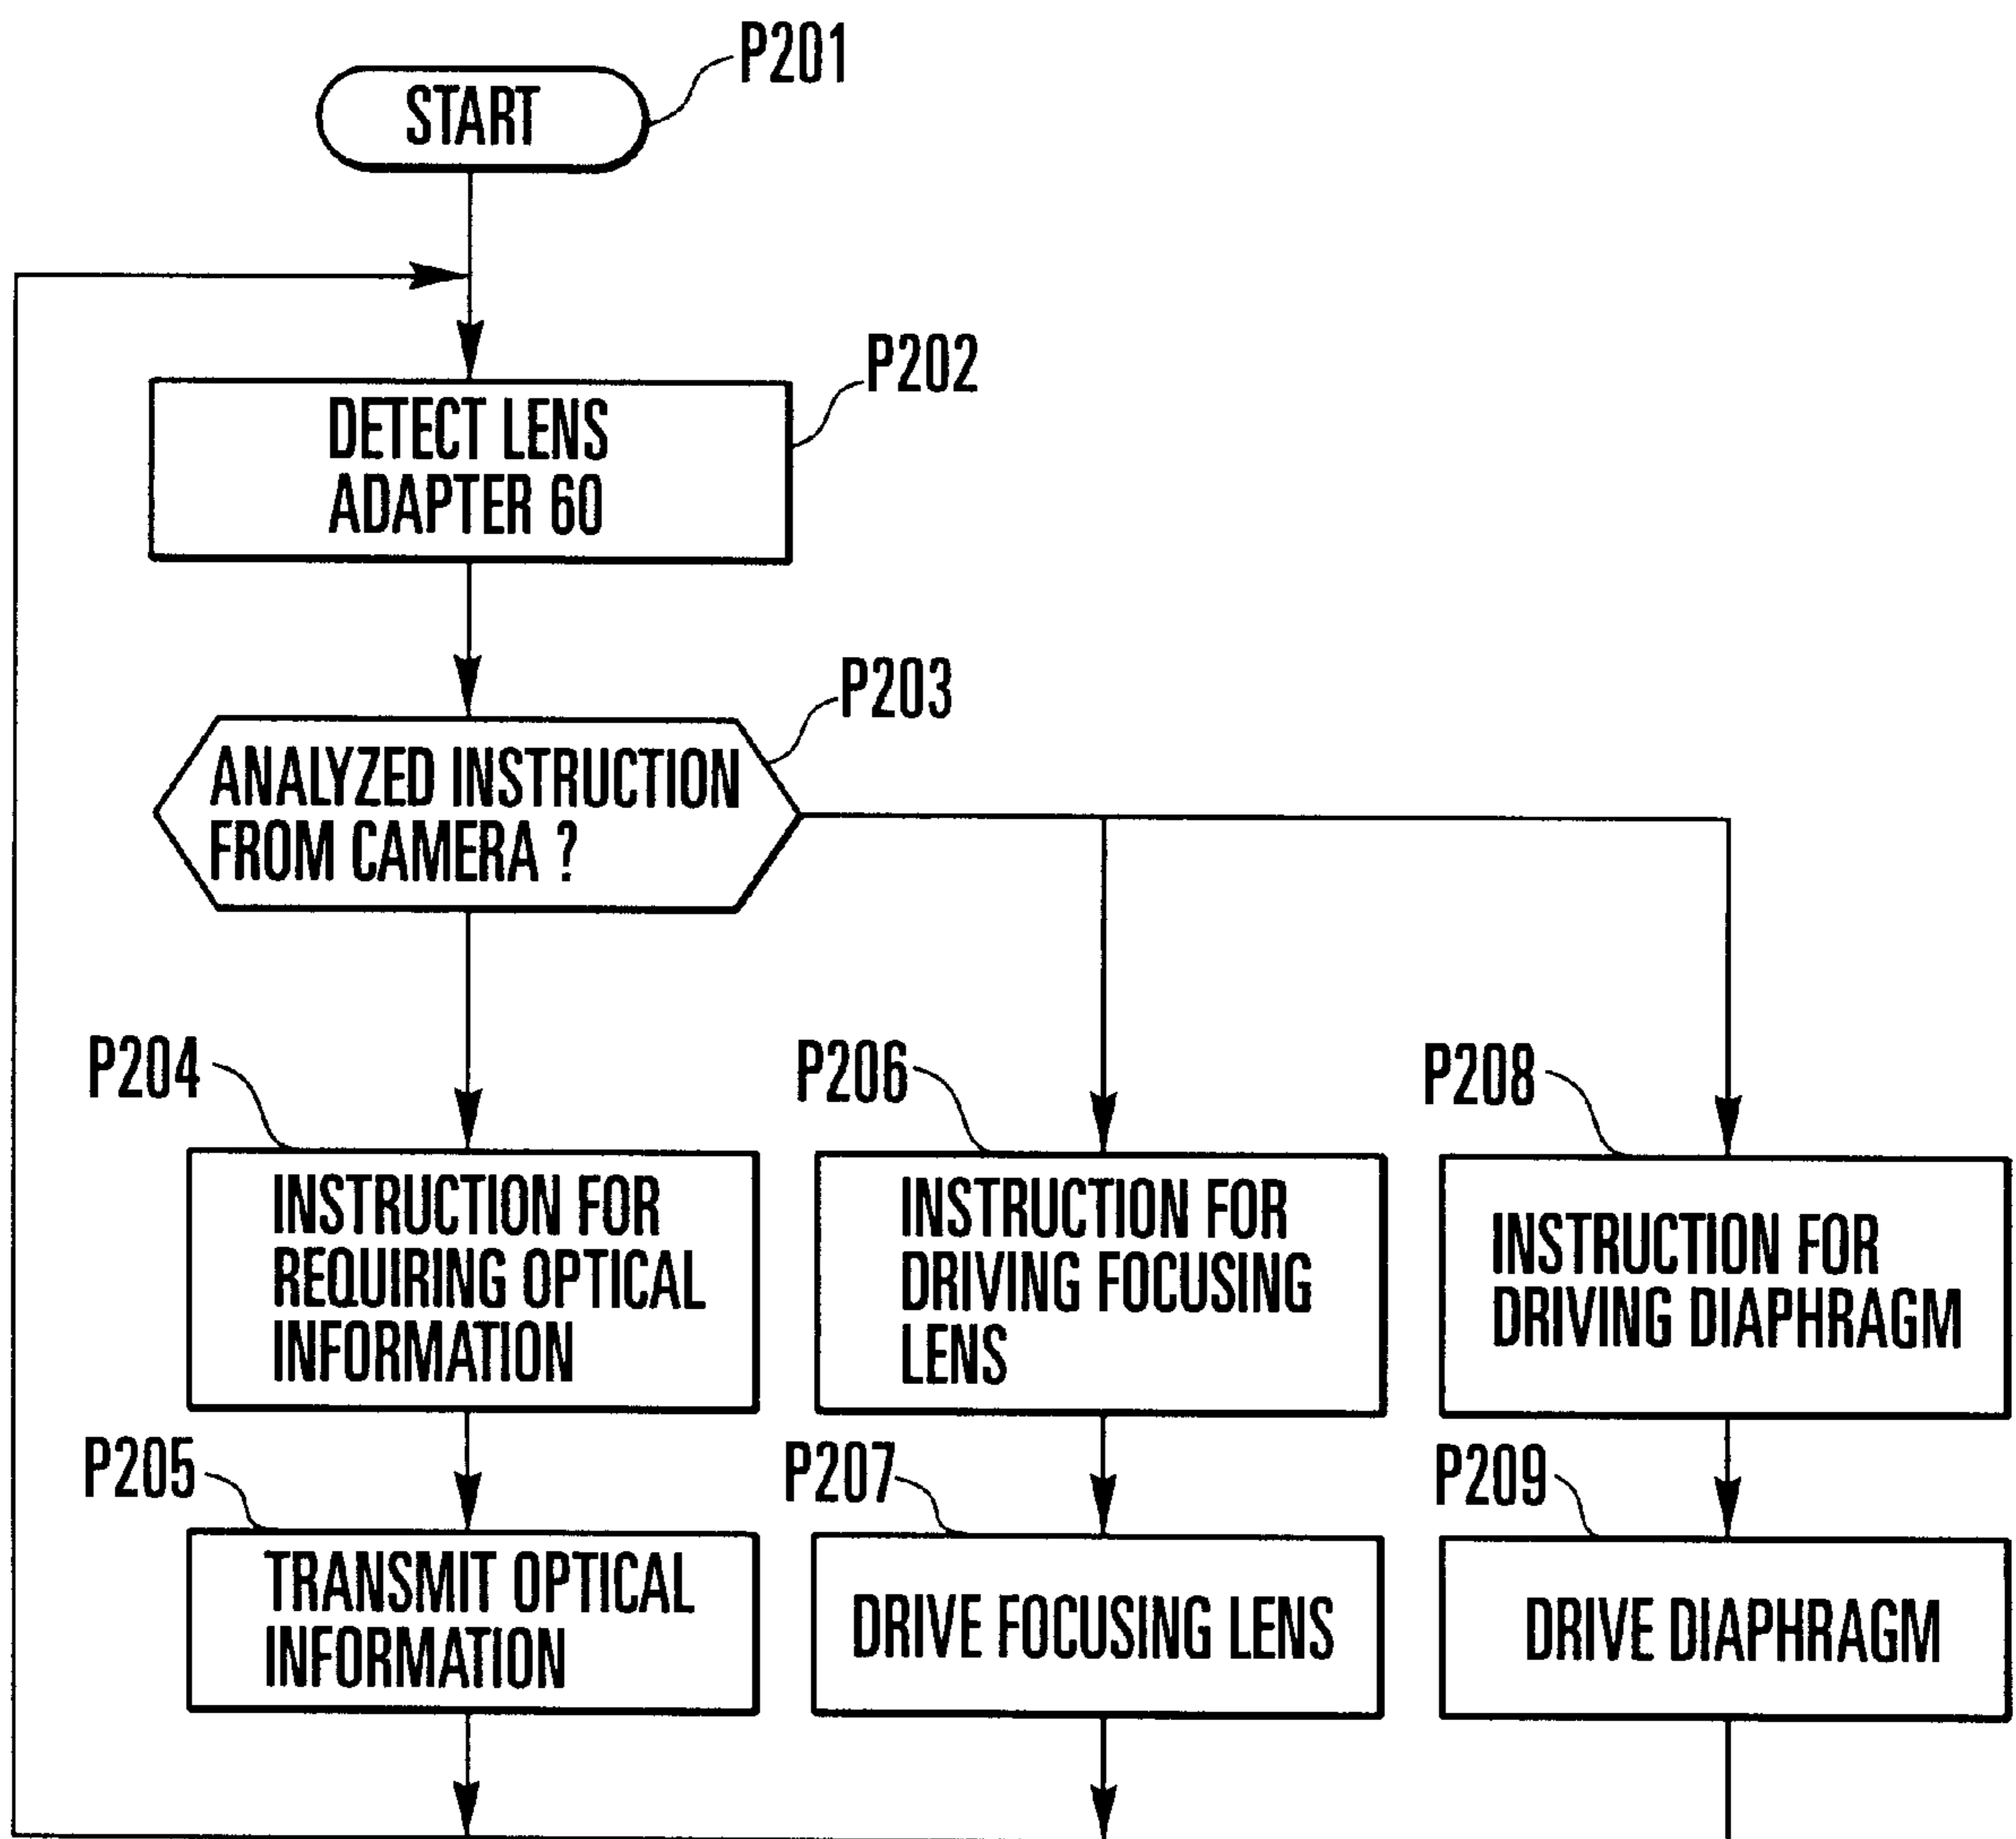 P201
START
P202
DETECT LENS
ADAPTER 60
P203
ANALYZED INSTRUCTION
FROM CAMERA ?
P204
INSTRUCTION FOR
REQUIRING OPTICAL
INFORMATION
P206
INSTRUCTION FOR
DRIVING FOCUSING
LENS
P208
INSTRUCTION FOR
DRIVING DIAPHRAGM
P205
TRANSMIT OPTICAL
INFORMATION
P207
DRIVE FOCUSING LENS
P209
DRIVE DIAPHRAGM